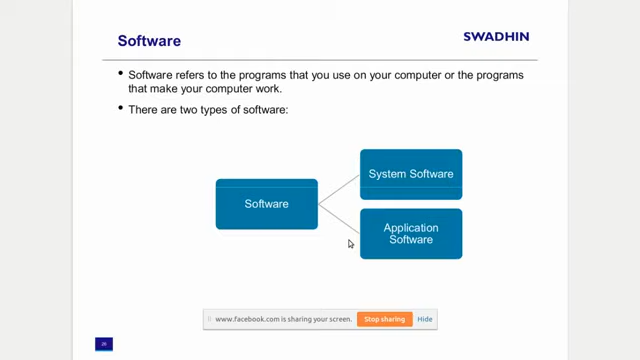 Software
SWADHIN
• Software refers to the programs that you use on your computer or the programs
that make your computer work.
• There are two types of software:
System Software
Software
Application
Software
www.facebook.com is sharing your screen. Stop sharing Hide
26